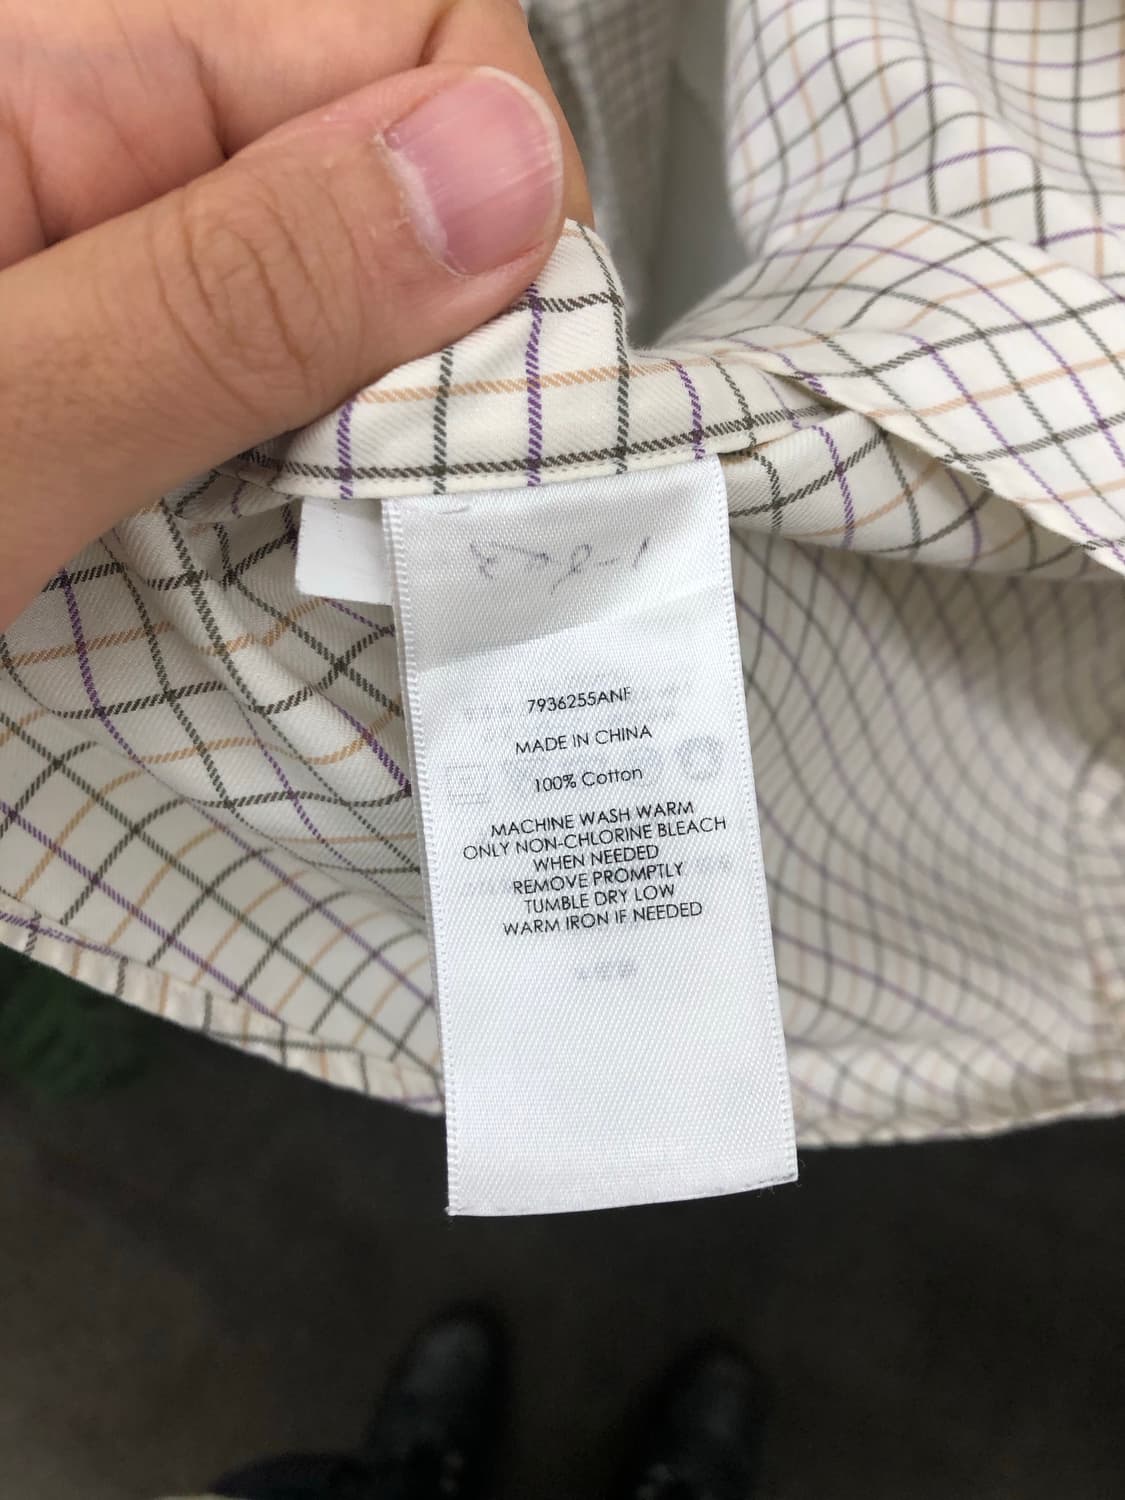 7936255ANF
MADE IN CHINA
100% Cotton
MACHINE WASH WARM
ONLY NON-CHLORINE BLEACH
WHEN NEEDED
REMOVE PROMPTLY
TUMBLE DRY LOW
WARM IRON IF NEEDED